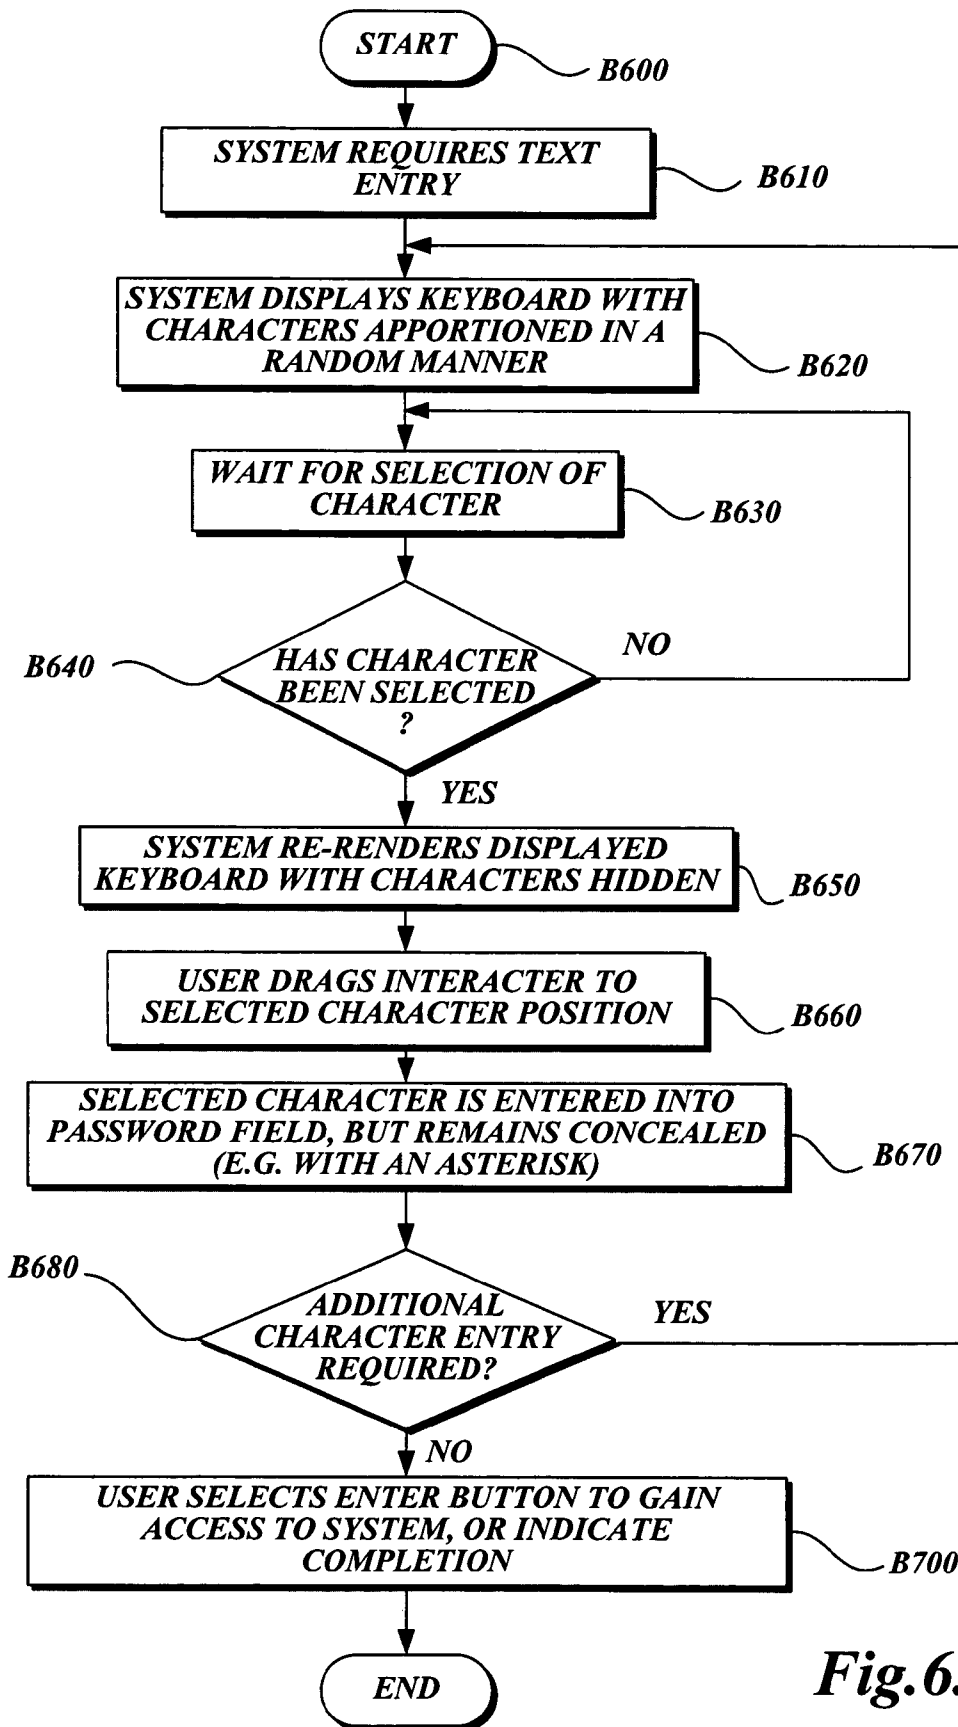 START
B600
SYSTEM REQUIRES TEXT
ENTRY
B610
SYSTEM DISPLAYS KEYBOARD WITH
CHARACTERS APPORTIONED IN A
RANDOM MANNER
B620
WAIT FOR SELECTION OF
CHARACTER
B630
B640
HAS CHARACTER
BEEN SELECTED
?
NO
YES
SYSTEM RE-RENDERS DISPLAYED
KEYBOARD WITH CHARACTERS HIDDEN
B650
USER DRAGS INTERACTER TO
SELECTED CHARACTER POSITION
B660
SELECTED CHARACTER IS ENTERED INTO
PASSWORD FIELD, BUT REMAINS CONCEALED
(E.G. WITH AN ASTERISK)
B670
B680
ADDITIONAL
CHARACTER ENTRY
REQUIRED?
YES
NO
USER SELECTS ENTER BUTTON TO GAIN
ACCESS TO SYSTEM, OR INDICATE
COMPLETION
B700
END
Fig.6.